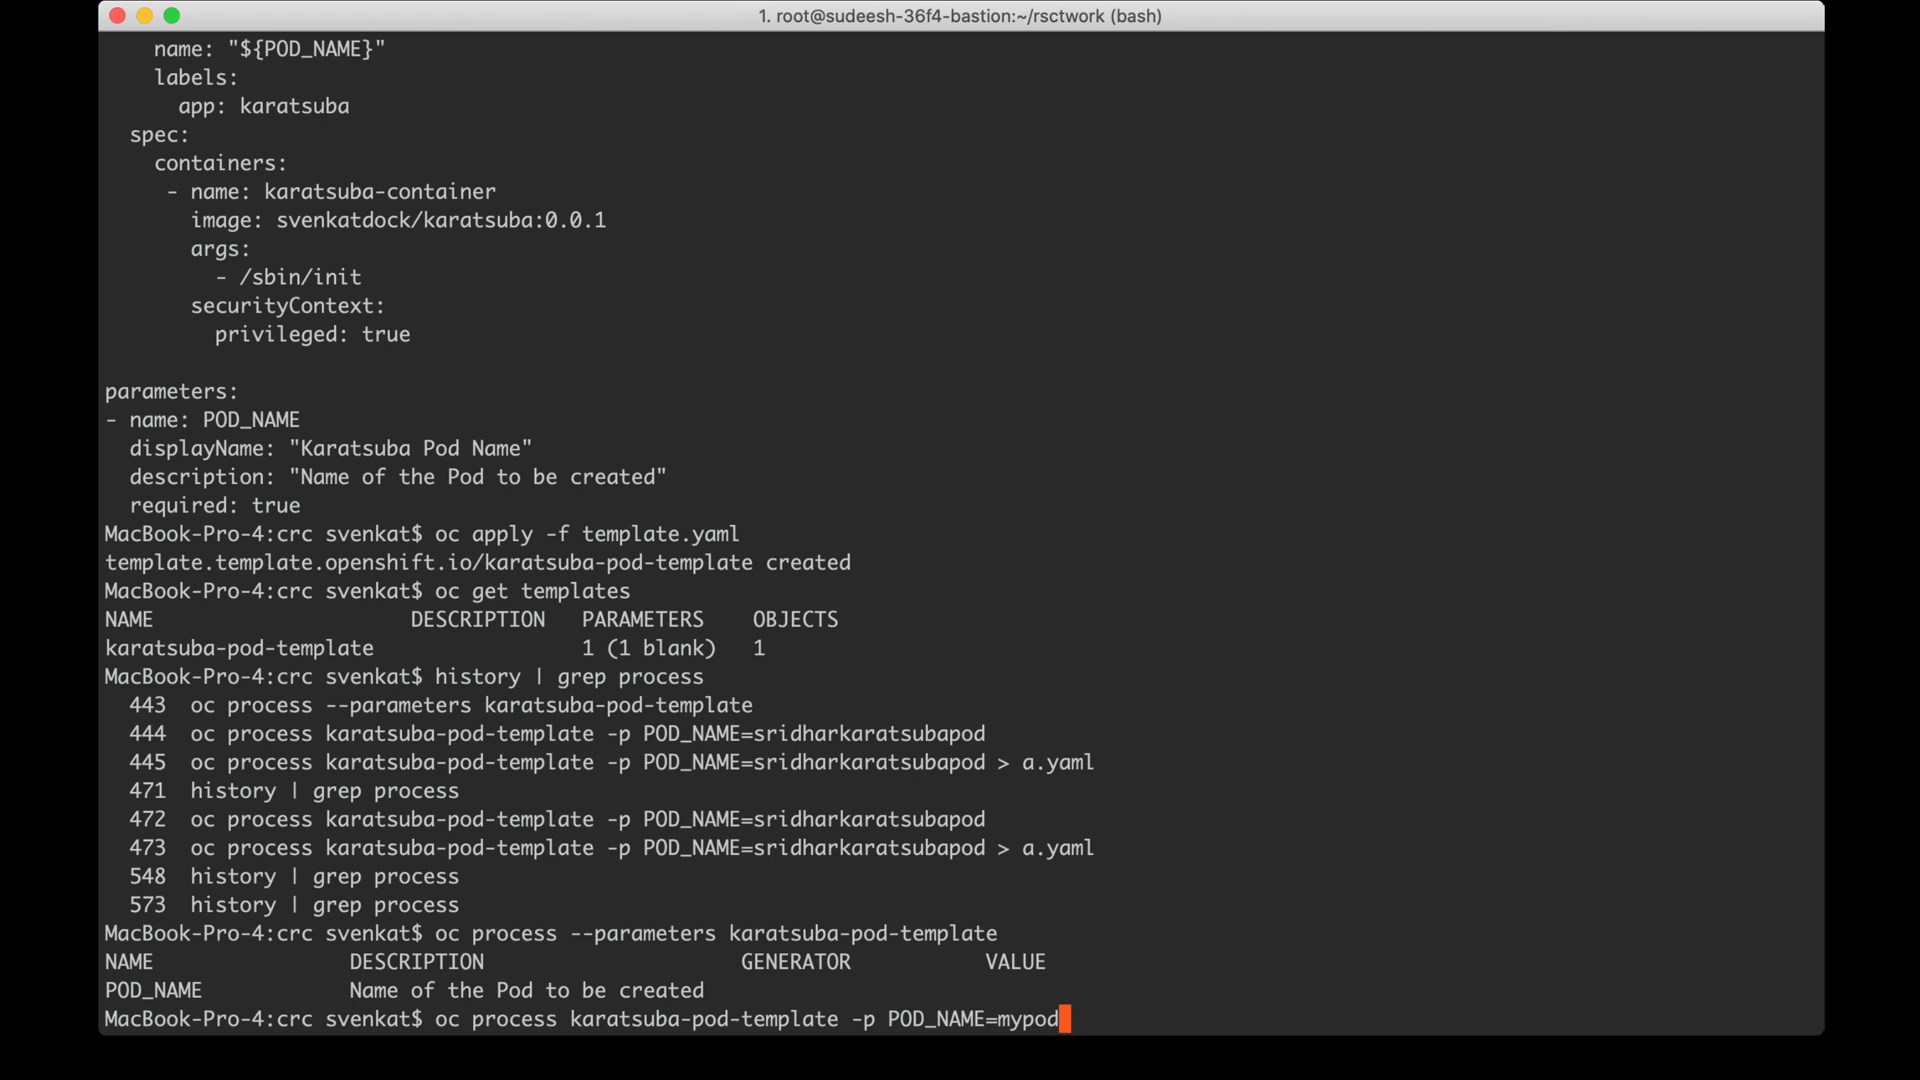 1. root@sudeesh-36f4-bastion:~/rsctwork (bash)
    name: "${POD_NAME}"
    labels:
      app: karatsuba
  spec:
    containers:
     - name: karatsuba-container
       image: svenkatdock/karatsuba:0.0.1
       args:
         - /sbin/init
       securityContext:
         privileged: true

parameters:
- name: POD_NAME
  displayName: "Karatsuba Pod Name"
  description: "Name of the Pod to be created"
  required: true
MacBook-Pro-4:crc svenkat$ oc apply -f template.yaml
template.template.openshift.io/karatsuba-pod-template created
MacBook-Pro-4:crc svenkat$ oc get templates
NAME                     DESCRIPTION   PARAMETERS    OBJECTS
karatsuba-pod-template                 1 (1 blank)   1
MacBook-Pro-4:crc svenkat$ history | grep process
  443  oc process --parameters karatsuba-pod-template
  444  oc process karatsuba-pod-template -p POD_NAME=sridharkaratsubapod
  445  oc process karatsuba-pod-template -p POD_NAME=sridharkaratsubapod > a.yaml
  471  history | grep process
  472  oc process karatsuba-pod-template -p POD_NAME=sridharkaratsubapod
  473  oc process karatsuba-pod-template -p POD_NAME=sridharkaratsubapod > a.yaml
  548  history | grep process
  573  history | grep process
MacBook-Pro-4:crc svenkat$ oc process --parameters karatsuba-pod-template
NAME                DESCRIPTION                     GENERATOR           VALUE
POD_NAME            Name of the Pod to be created
MacBook-Pro-4:crc svenkat$ oc process karatsuba-pod-template -p POD_NAME=mypod